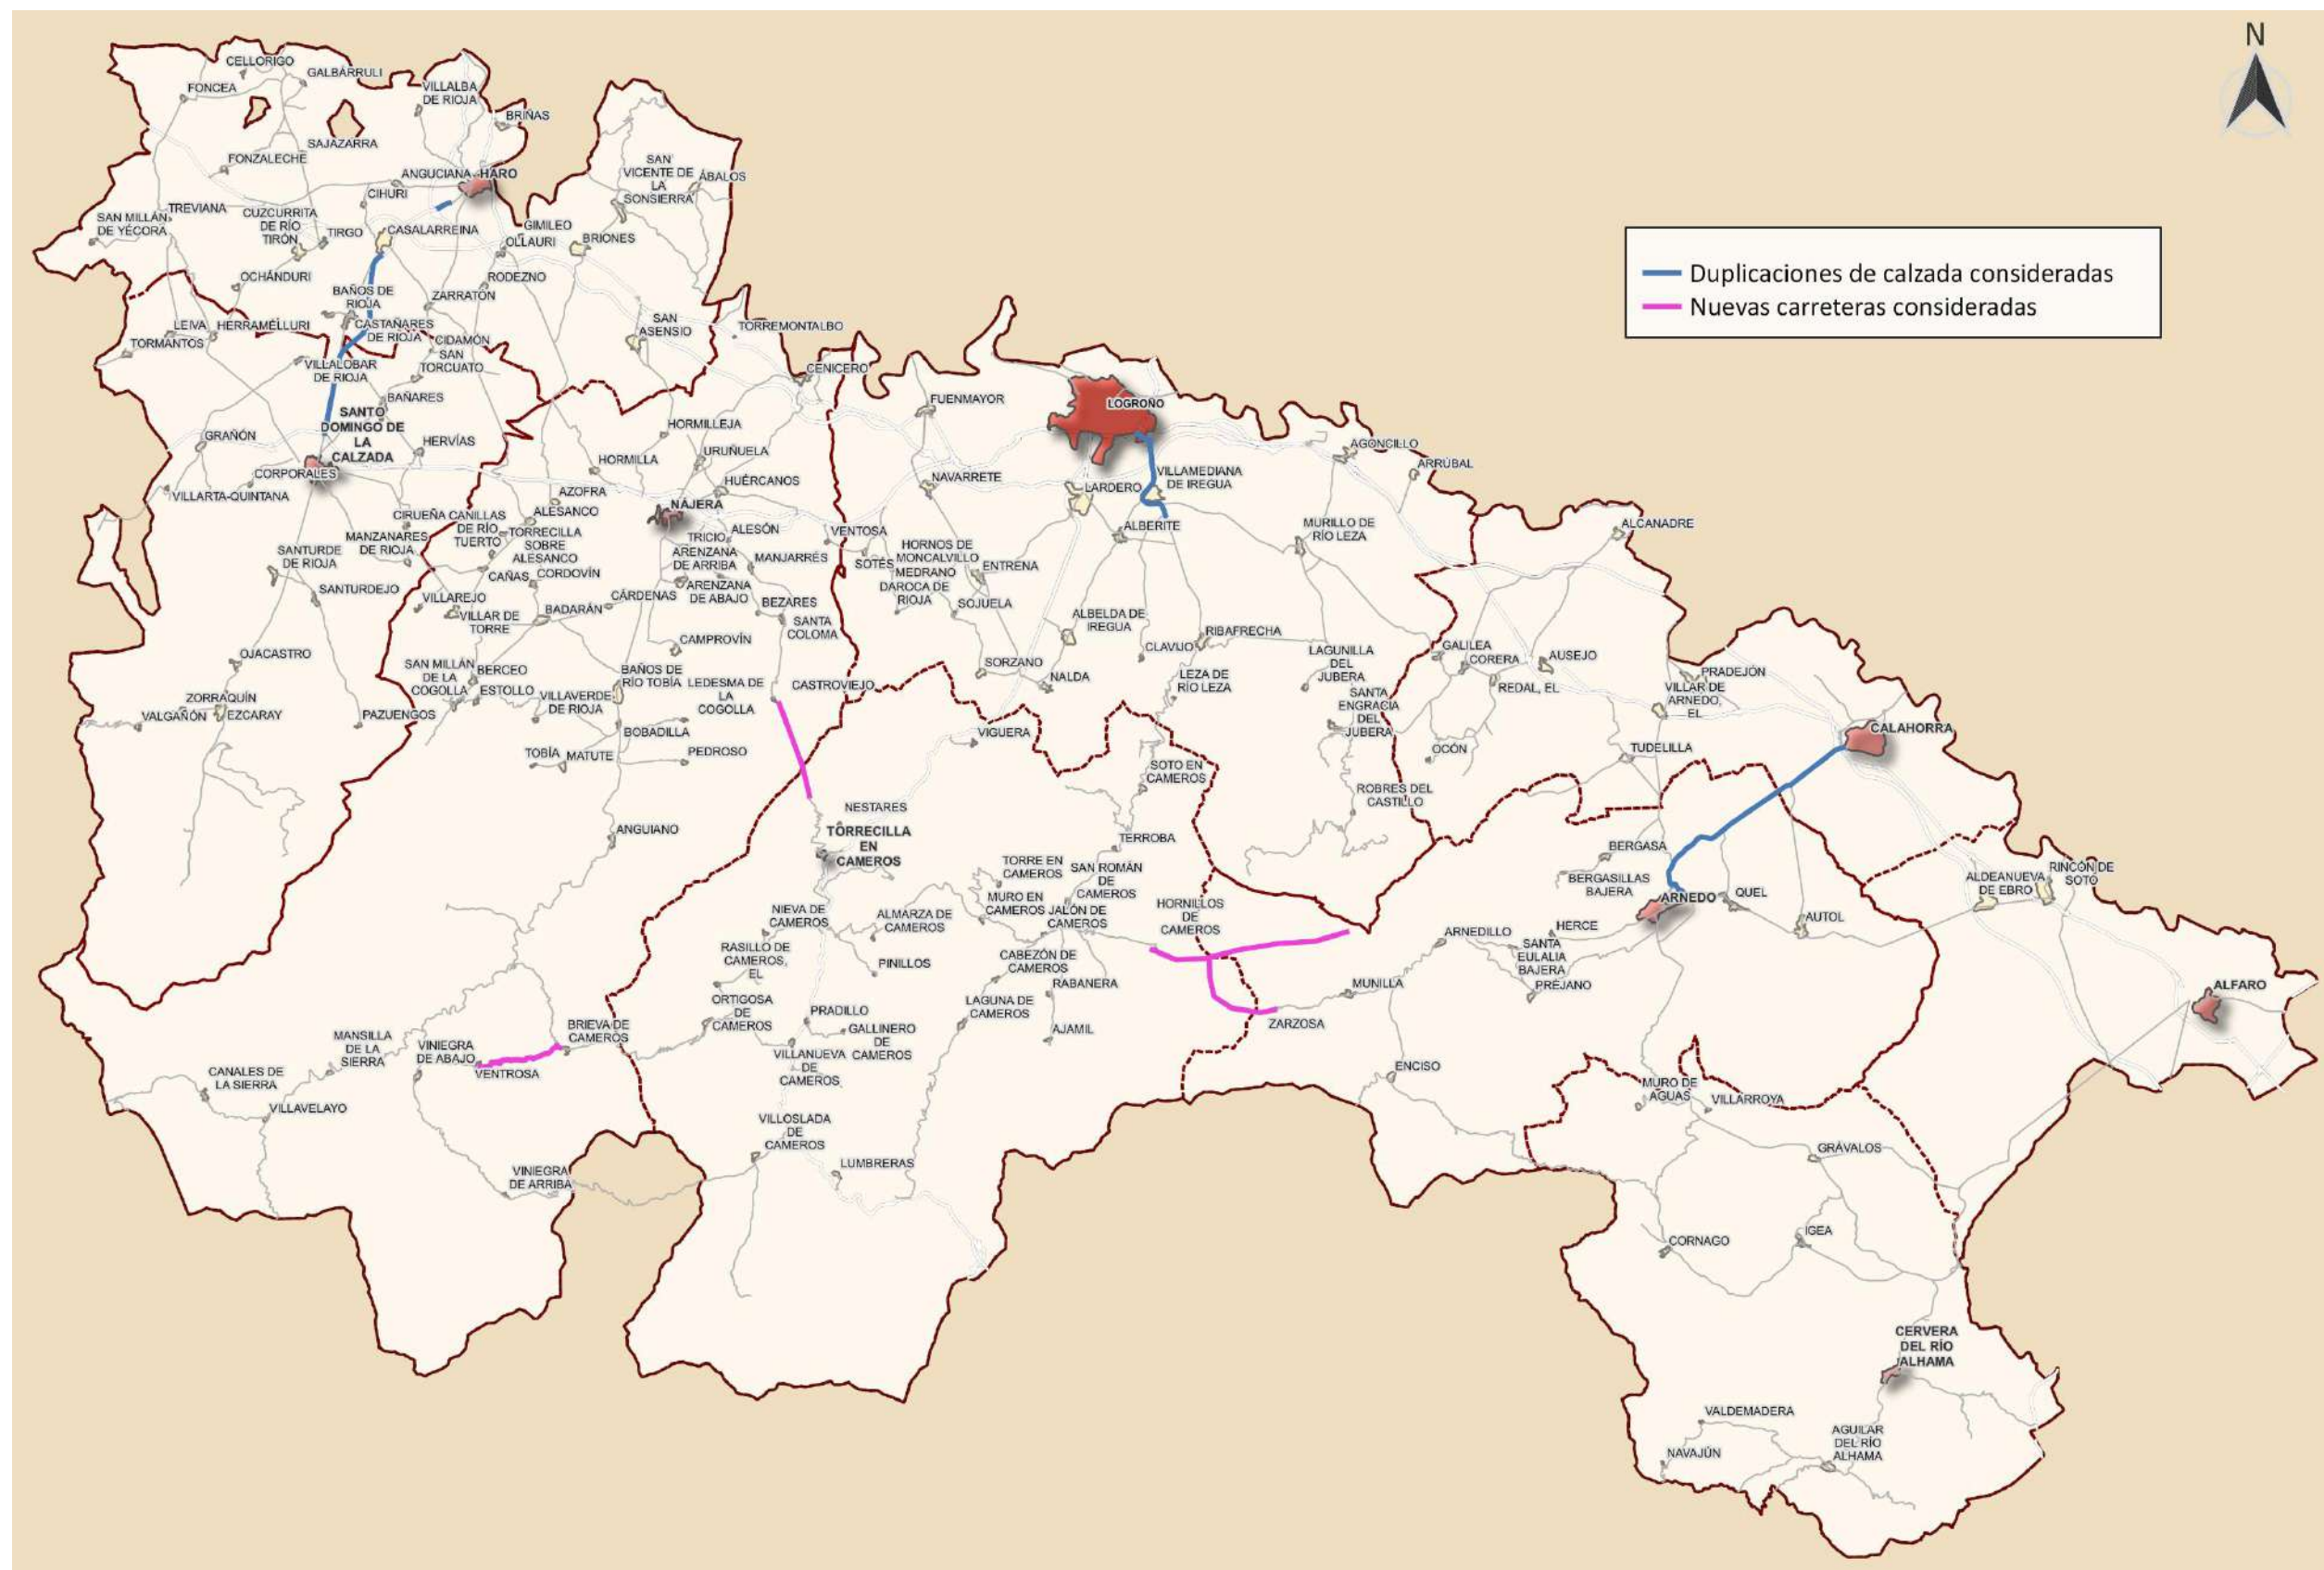 N
CELLORIGO
GALBÁRRULI
FONCEA
VILLALBA
DE RIOJA
BRIÑAS
SAJAZARRA
FONZALECHE
ANGUCIANA
HARO
CIHURI
SAN
VICENTE DE
LA
SONSIERRA
ÁBALOS
TREVIANA
SAN MILLÁN
DE YÉCORA
CUZCURRITA
DE RÍO
TIRÓN
TIRGO
CASALARREINA
GIMILEO
OLLAURI
BRIONES
OCHÁNDURI
RODEZNO
BAÑOS DE
RIOJA
ZARRATÓN
Duplicaciones de calzada consideradas
Nuevas carreteras consideradas
LEIVA
HERRAMÉLLURI
CASTAÑARES
DE RIOJA
SAN
ASENSIO
TORREMONTALBO
TORMANTOS
CIDAMÓN
SAN
TORCUATO
VILLALOBAR
DE RIOJA
CENICERO
BAÑARES
FUENMAYOR
LOGROÑO
SANTO
DOMINGO DE
LA
CALZADA
HORMILLEJA
GRAÑÓN
HERVÍAS
URUÑUELA
HORMILLA
AGONCILLO
ARRÚBAL
CORPORALES
VILLARTA-QUINTANA
HUÉRCANOS
NAVARRETE
LARDERO
VILLAMEDIANA
DE IREGUA
AZOFRA
NÁJERA
ALESANCO
CIRUEÑA
CANILLAS
DE RÍO
TUERTO
TORRECILLA
SOBRE
ALESANCO
TRICIO
ALESÓN
VENTOSA
ALBERITE
MURILLO DE
RÍO LEZA
ALCANADRE
MANZANARES
DE RIOJA
SANTURDE
DE RIOJA
ARENZANA
DE ARRIBA
MANJARRÉS
SOTÉS
HORNOS DE
MONCALVILLO
MEDRANO
ENTRENA
DAROCA DE
RIOJA
SOJUELA
CAÑAS
CORDOVÍN
SANTURDEJO
VILLAREJO
VILLAR DE
TORRE
BADARÁN
CÁRDENAS
ARENZANA
DE ABAJO
BEZARES
SANTA
COLOMA
ALBELDA DE
IREGUA
CLAVIJO
RIBAFRECHA
CAMPROVÍN
OJACASTRO
SAN MILLÁN
DE LA
COGOLLA
BERCEO
ESTOLLO
BAÑOS DE
RÍO TOBÍA
LEDESMA DE
LA
COGOLLA
CASTROVIEJO
SORZANO
NALDA
LEZA DE
RÍO LEZA
LAGUNILLA
DEL
JUBERA
GALILEA
CORERA
AUSEJO
REDAL, EL
PRADEJÓN
VILLAR DE
ARNEDO,
EL
ZORRAQUÍN
VALGAÑÓN
EZCARAY
PAZUENGOS
VILLAVERDE
DE RIOJA
SANTA
ENGRACIA
DEL
JUBERA
CALAHORRA
BOBADILLA
TOBÍA
MATUTE
PEDROSO
VIGUERA
OCÓN
TUDELILLA
SOTO EN
CAMEROS
ROBRES DEL
CASTILLO
NESTARES
ANGUIANO
TORRECILLA
EN
CAMEROS
TERROBA
BERGASA
TORRE EN
CAMEROS
SAN ROMÁN
DE
CAMEROS
BERGASILLAS
BAJERA
ALDEANUEVA
DE EBRO
RINCÓN DE
SOTO
MURO EN
CAMEROS
JALÓN DE
CAMEROS
HORNILLOS
DE
CAMEROS
ARNEDO
QUEL
AUTOL
NIEVA DE
CAMEROS
ALMARZA DE
CAMEROS
HERCE
ARNEDILLO
SANTA
EULALIA
BAJERA
RASILLO DE
CAMEROS,
EL
PINILLOS
CABEZÓN DE
CAMEROS
RABANERA
PRÉJANO
MUNILLA
ALFARO
ORTIGOSA
DE
CAMEROS
PRADILLO
GALLINERO
DE
CAMEROS
LAGUNA DE
CAMEROS
AJAMIL
ZARZOSA
MANSILLA
DE LA
SIERRA
VINIEGRA
DE ABAJO
BRIEVA DE
CAMEROS
VENTROSA
VILLANUEVA
DE
CAMEROS
CANALES DE
LA SIERRA
ENCISO
VILLAVELAYO
MURO DE
AGUAS
VILLARROYA
VILLOSLADA
DE
CAMEROS
LUMBRERAS
GRÁVALOS
VINIEGRA
DE ARRIBA
CORNAGO
IGEA
CERVERA
DEL RÍO
ALHAMA
VALDEMADERA
AGUILAR
DEL RÍO
ALHAMA
NAVAJÚN